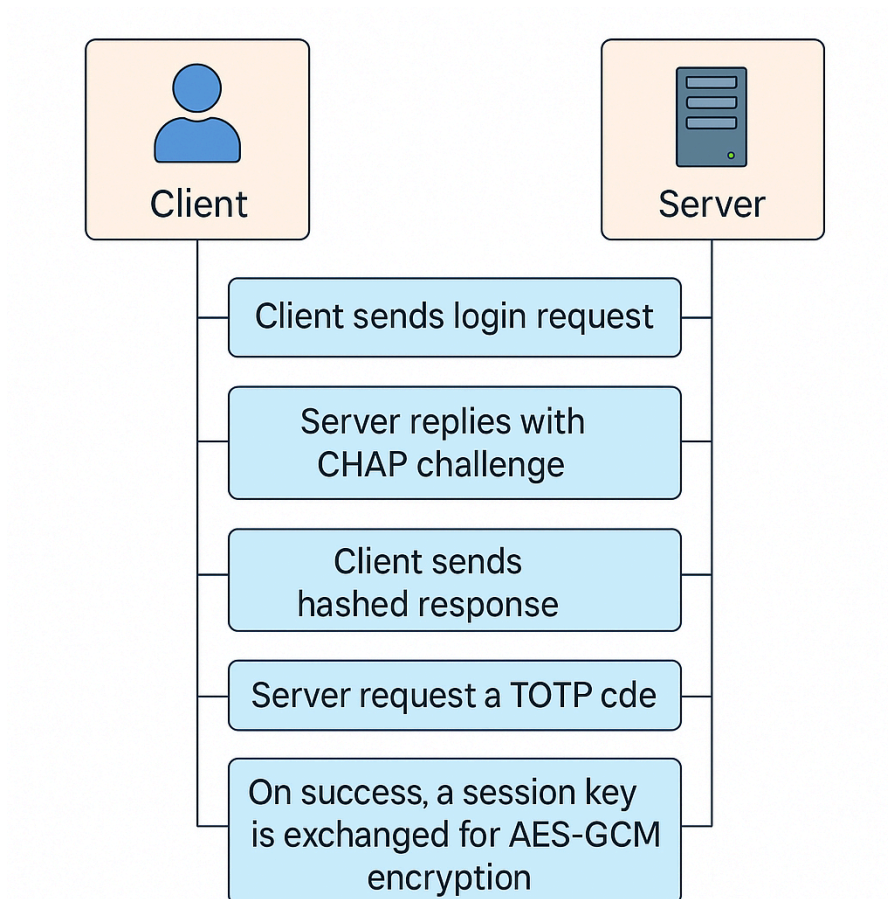 Client
Server
Client sends login request
Server replies with
CHAP challenge
Client sends
hashed response
Server request a TOTP cde
On success, a session key
is exchanged for AES-GCM
encryption